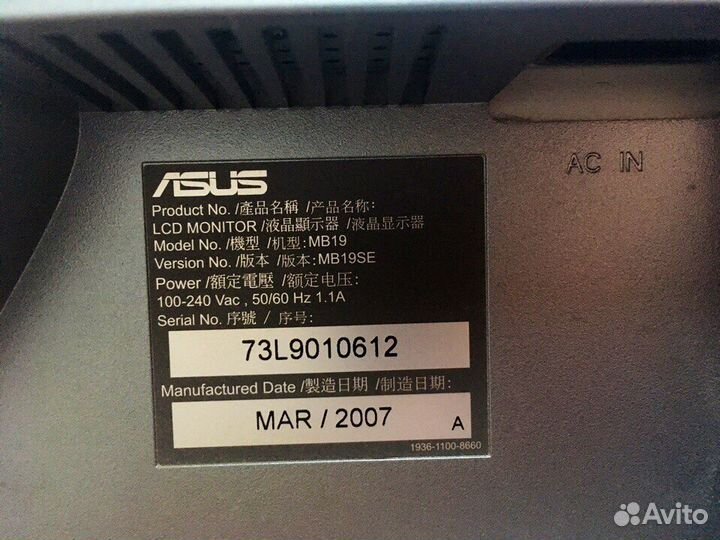 AC IN
ASUS
Product No. /產品名稱 /产品名称:
LCD MONITOR/液晶顯示器 /液晶显示器
Model No. /機型 /机型: MB19
Version No. /版本 /版本: MB19SE
Power /額定電壓 /额定电压:
100-240 Vac , 50/60 Hz 1.1A
Serial No. 序號 / 序号:
73L9010612
Manufactured Date /製造日期 /制造日期:
MAR / 2007 A
1936-1100-8660
Avito